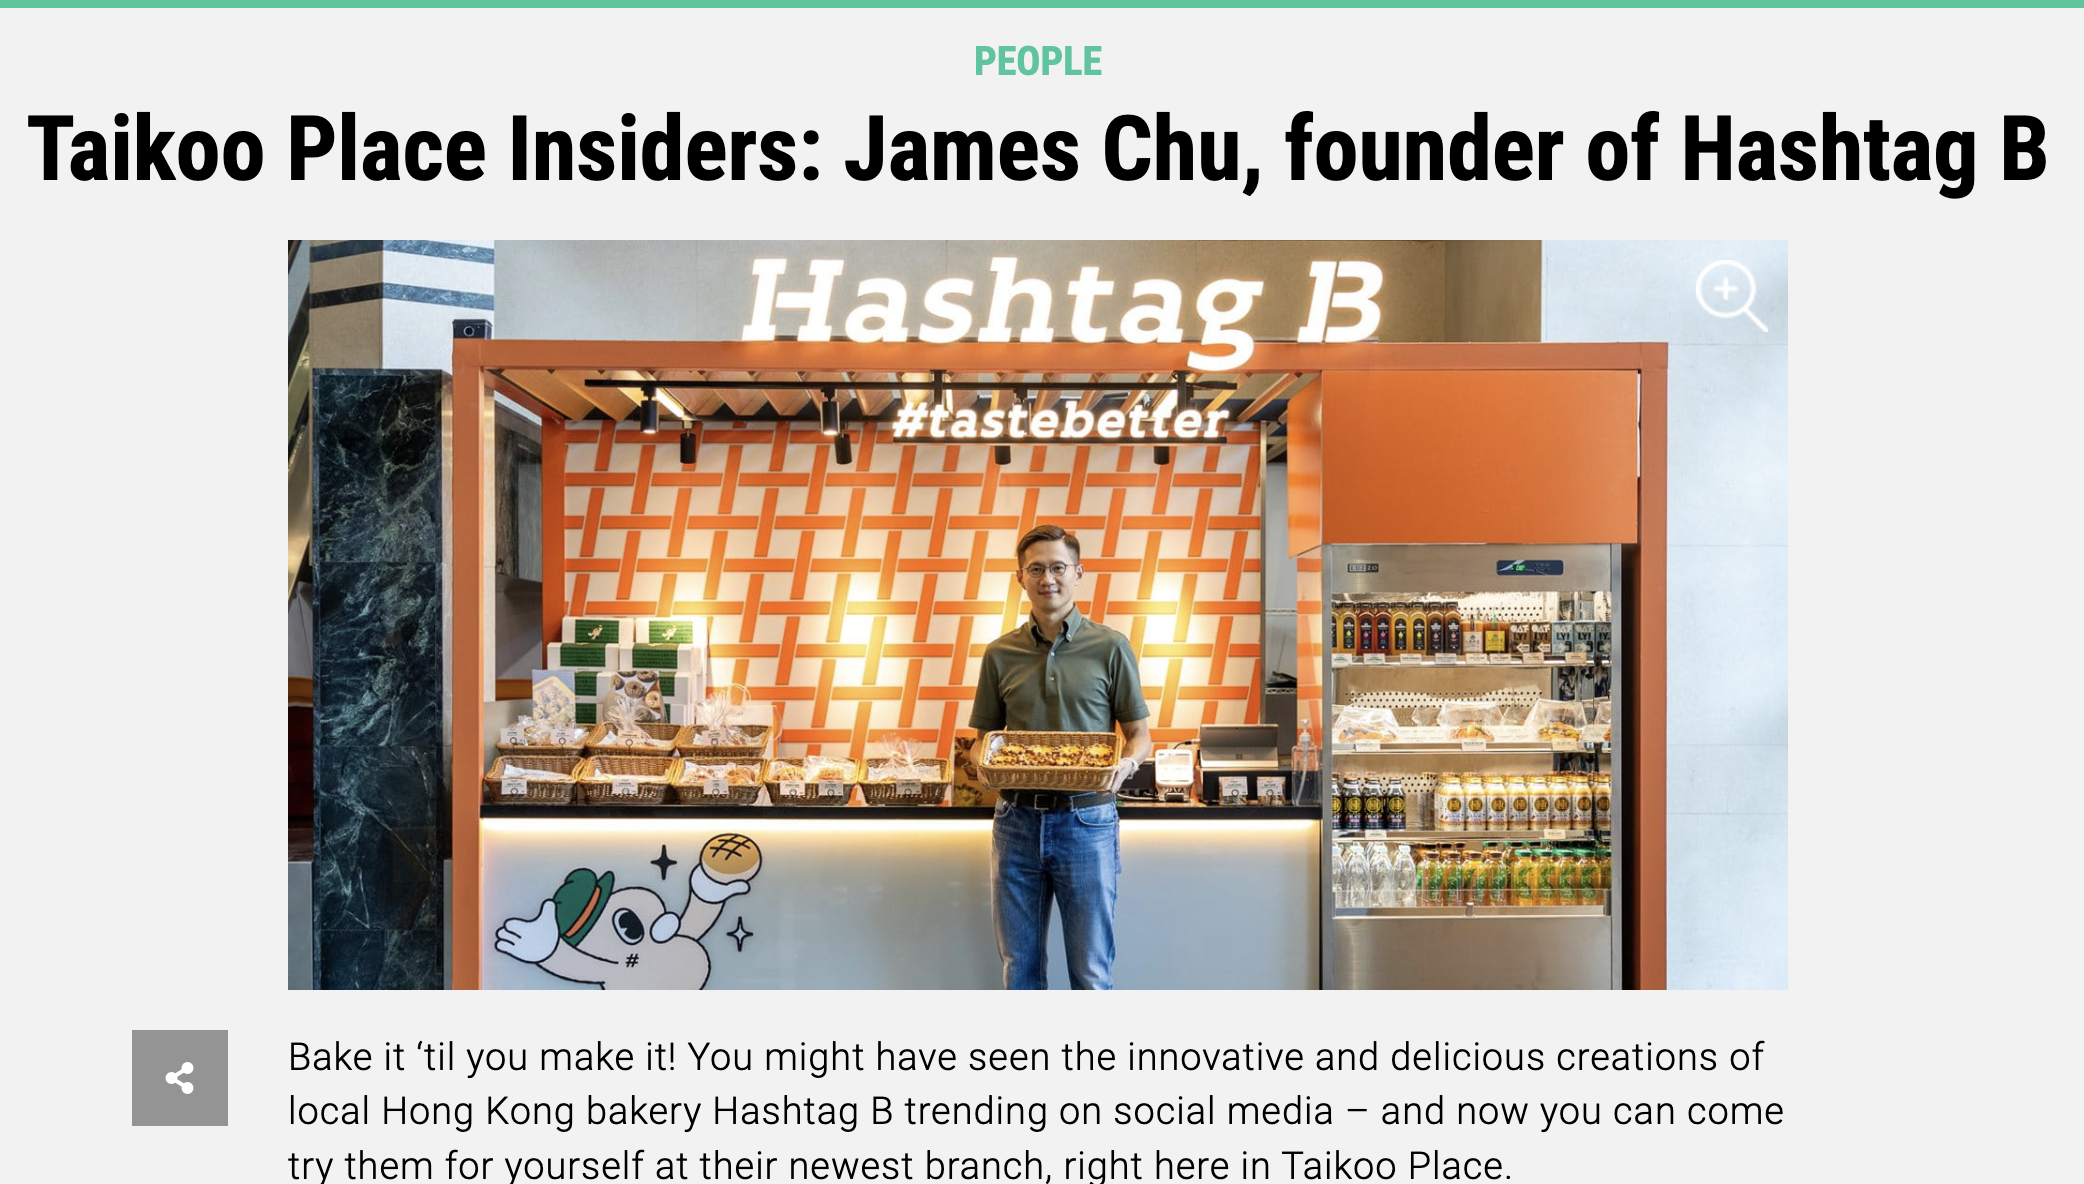 PEOPLE
Taikoo Place Insiders: James Chu, founder of Hashtag B
Hashtag B
#tastebetter
#
Bake it ‘til you make it! You might have seen the innovative and delicious creations of
local Hong Kong bakery Hashtag B trending on social media – and now you can come
try them for yourself at their newest branch, right here in Taikoo Place.